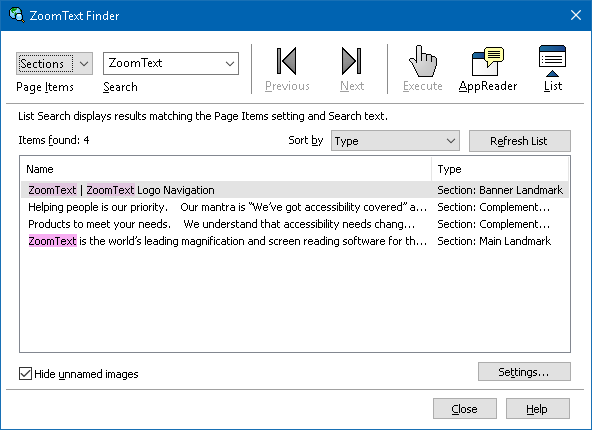 ZoomText Finder
Sections
ZoomText
Page Items
Search
Previous
Next
Execute
AppReader
List
List Search displays results matching the Page Items setting and Search text.
Items found: 4
Sort by
Type
Refresh List
Name
Type
ZoomText | ZoomText Logo Navigation
Section: Banner Landmark
Helping people is our priority. Our mantra is “We’ve got accessibility covered” a...
Section: Complement...
Products to meet your needs. We understand that accessibility needs chang...
Section: Complement...
ZoomText is the world’s leading magnification and screen reading software for th...
Section: Main Landmark
Hide unnamed images
Settings...
Close
Help